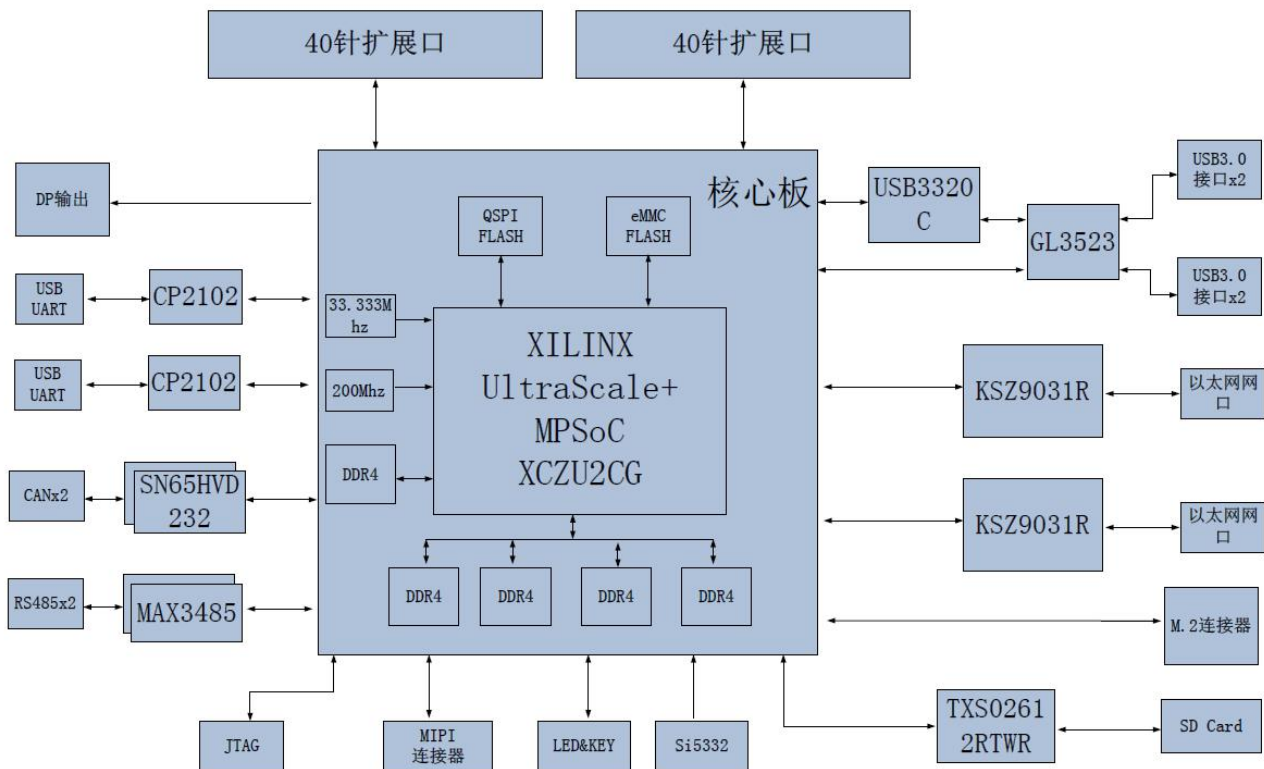 40针扩展口
40针扩展口
核心板
DP输出
QSPI
FLASH
eMMC
FLASH
USB3320
C
GL3523
USB3.0
接口x2
USB3.0
接口x2
USB
UART
CP2102
33.333M
hz
XILINX
UltraScale+
MPSoC
XCZU2CG
USB
UART
CP2102
200Mhz
KSZ9031R
以太网网
口
CANx2
SN65HVD
232
DDR4
KSZ9031R
以太网网
口
RS485x2
MAX3485
DDR4
DDR4
DDR4
DDR4
M.2连接器
JTAG
MIPI
连接器
LED&KEY
Si5332
TXS0261
2RTWR
SD Card